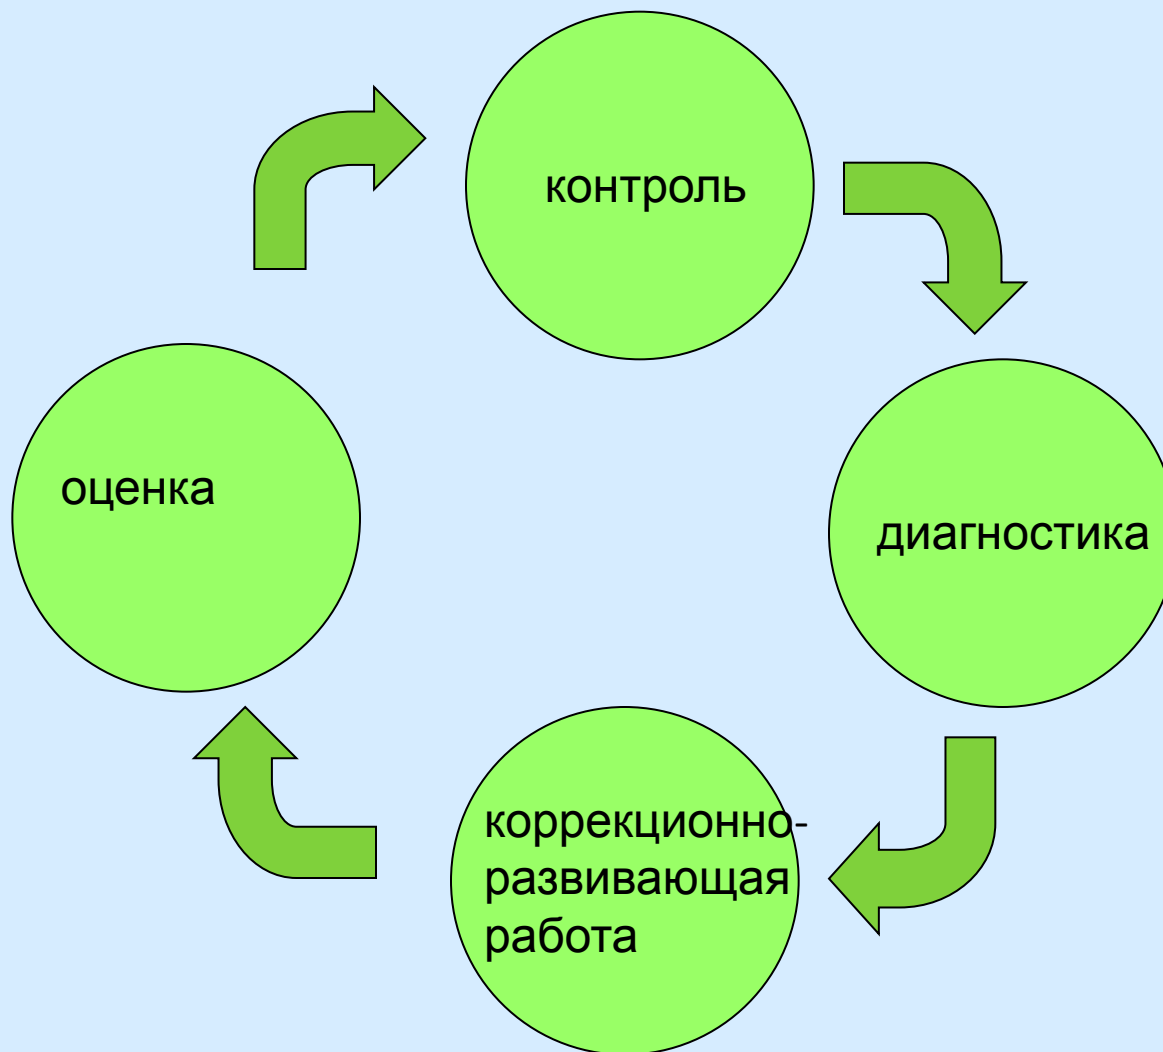 контроль
оценка
диагностика
коррекционно-
развивающая
работа